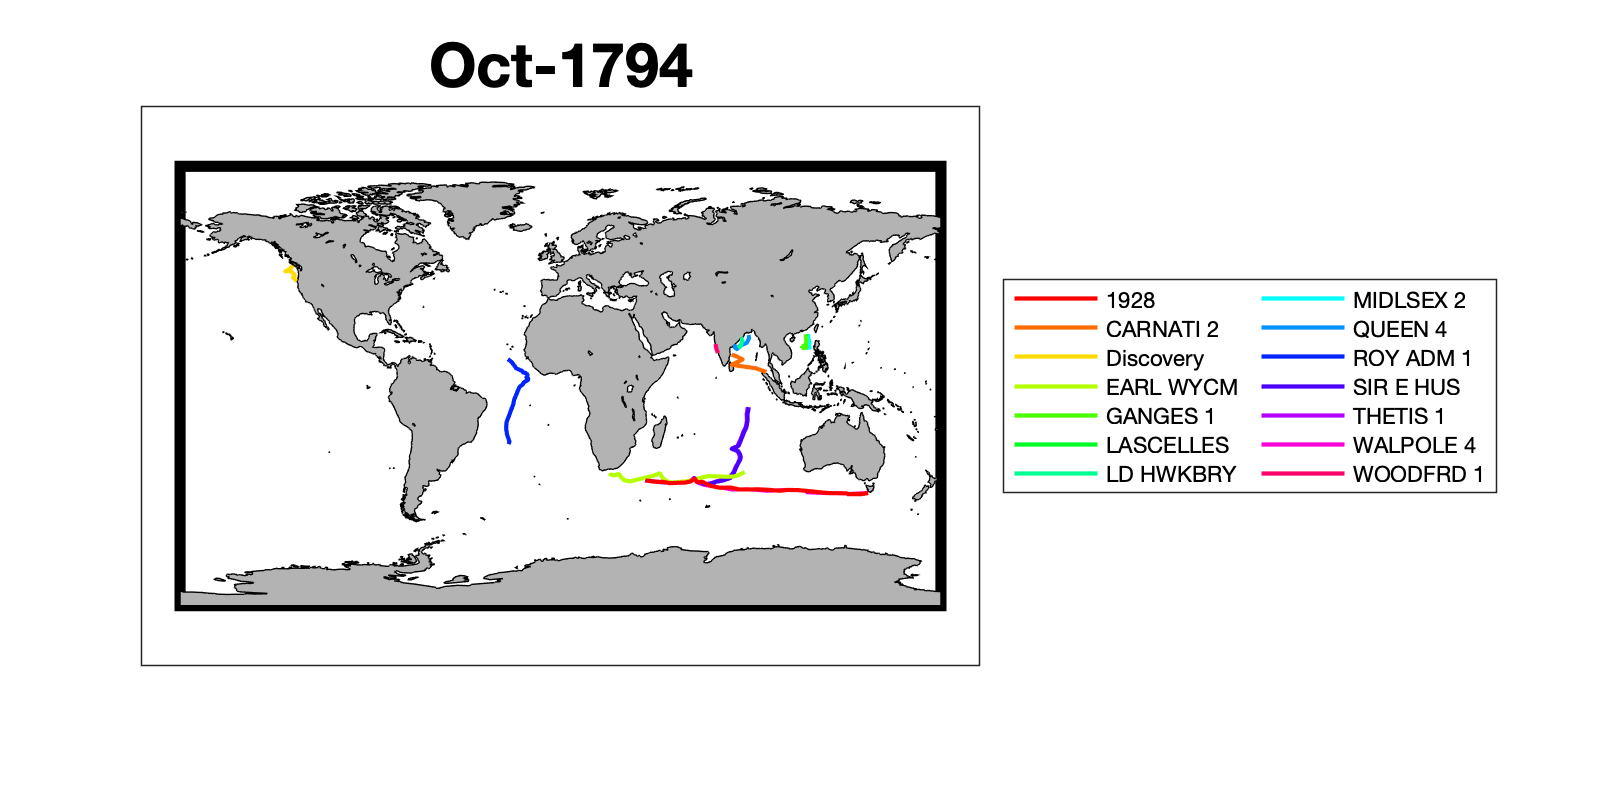 Oct-1794
1928
CARNATI 2
Discovery
EARL WYCM
GANGES 1
LASCELLES
LD HWKBRY
MIDLSEX 2
QUEEN 4
ROY ADM 1
SIR E HUS
THETIS 1
WALPOLE 4
WOODFRD 1